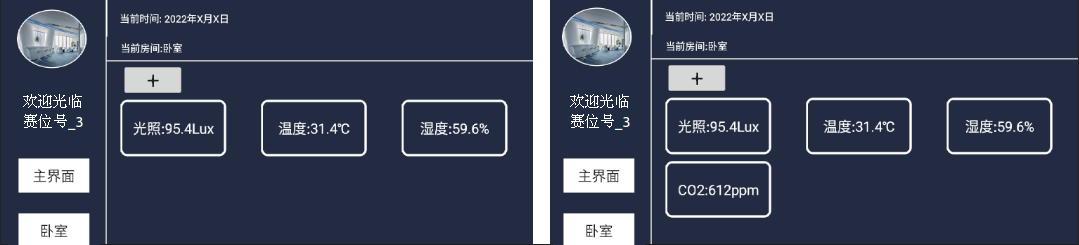 当前时间: 2022年X月X日
当前房间:卧室
+
欢迎光临
赛位号_3
光照:95.4Lux
温度:31.4℃
湿度:59.6%
主界面
卧室
当前时间: 2022年X月X日
当前房间:卧室
+
欢迎光临
赛位号_3
光照:95.4Lux
温度:31.4℃
湿度:59.6%
CO2:612ppm
主界面
卧室